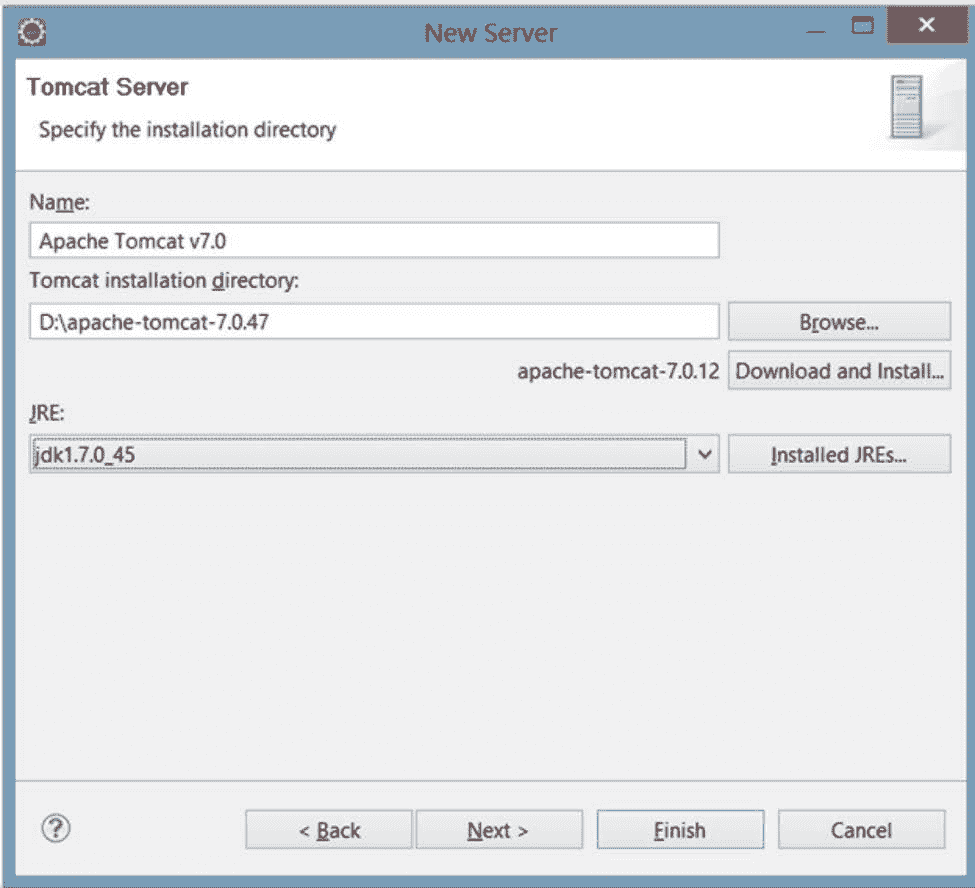 New Server
Tomcat Server
Specify the installation directory
Name:
Apache Tomcat v7.0
Tomcat installation directory:
D:\apache-tomcat-7.0.47
Browse...
apache-tomcat-7.0.12 Download and Install...
JRE:
jdk1.7.0_45
Installed JREs...
?
< Back Next > Finish Cancel